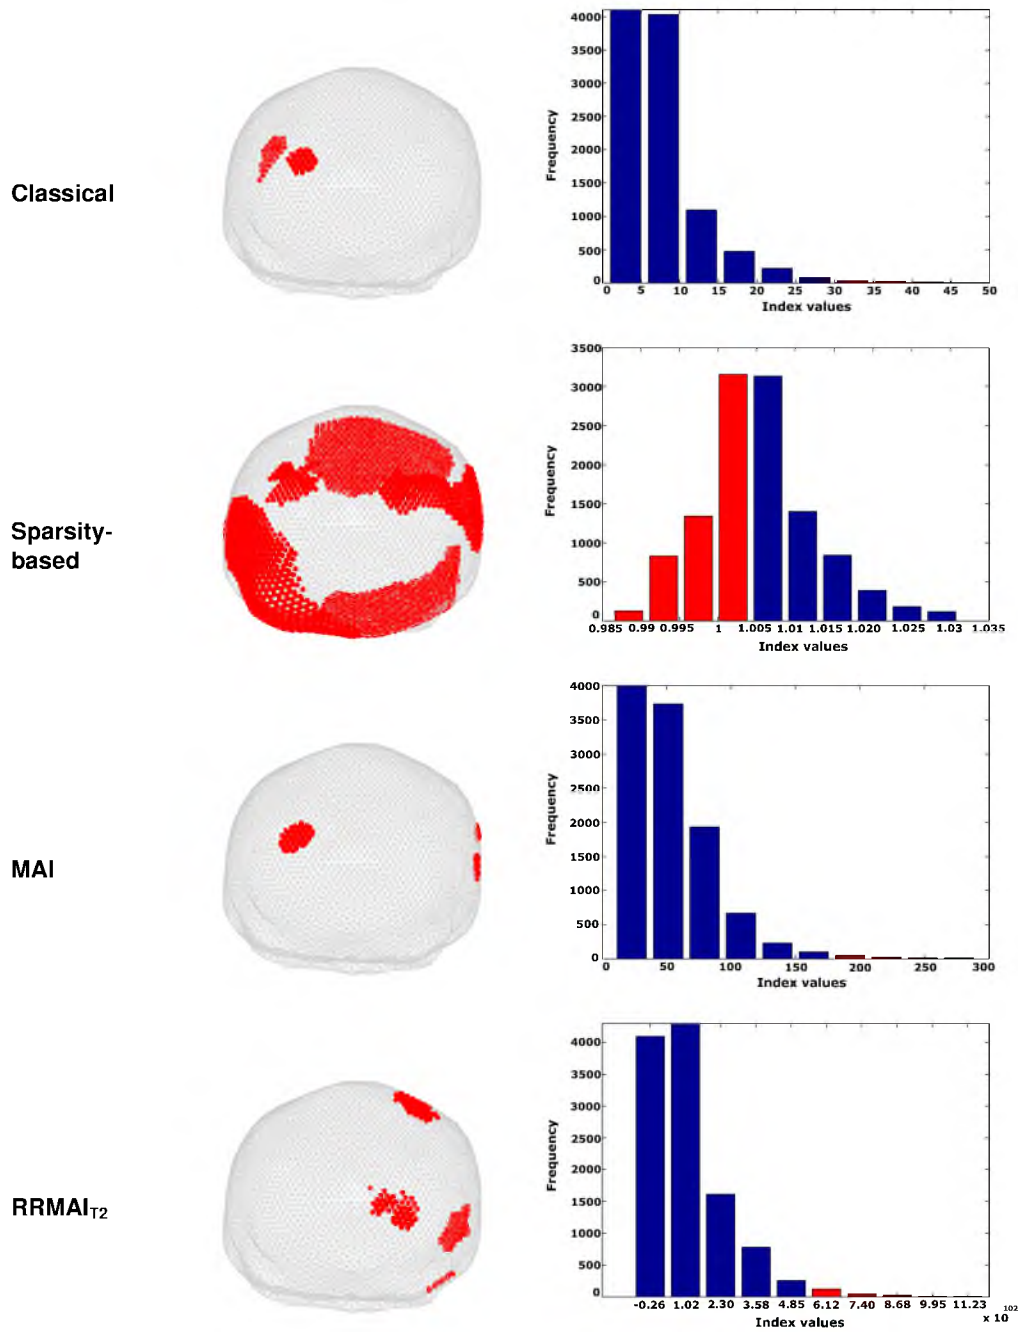 Classical
Frequency
4000
3500
3000
2500
2000
1500
1000
500
0
0 5 10 15 20 25 30 35 40 45 50
Index values
Sparsity-
based
Frequency
3500
3000
2500
2000
1500
1000
500
0
0.985 0.99 0.995 1 1.005 1.01 1.015 1.020 1.025 1.03 1.035
Index values
MAI
Frequency
4000
3500
3000
2500
2000
1500
1000
500
0
0 50 100 150 200 250 300
Index values
RRMAIT2
Frequency
4000
3500
3000
2500
2000
1500
1000
500
0
-0.26 1.02 2.30 3.58 4.85 6.12 7.40 8.68 9.95 11.23
x 10 102
Index values